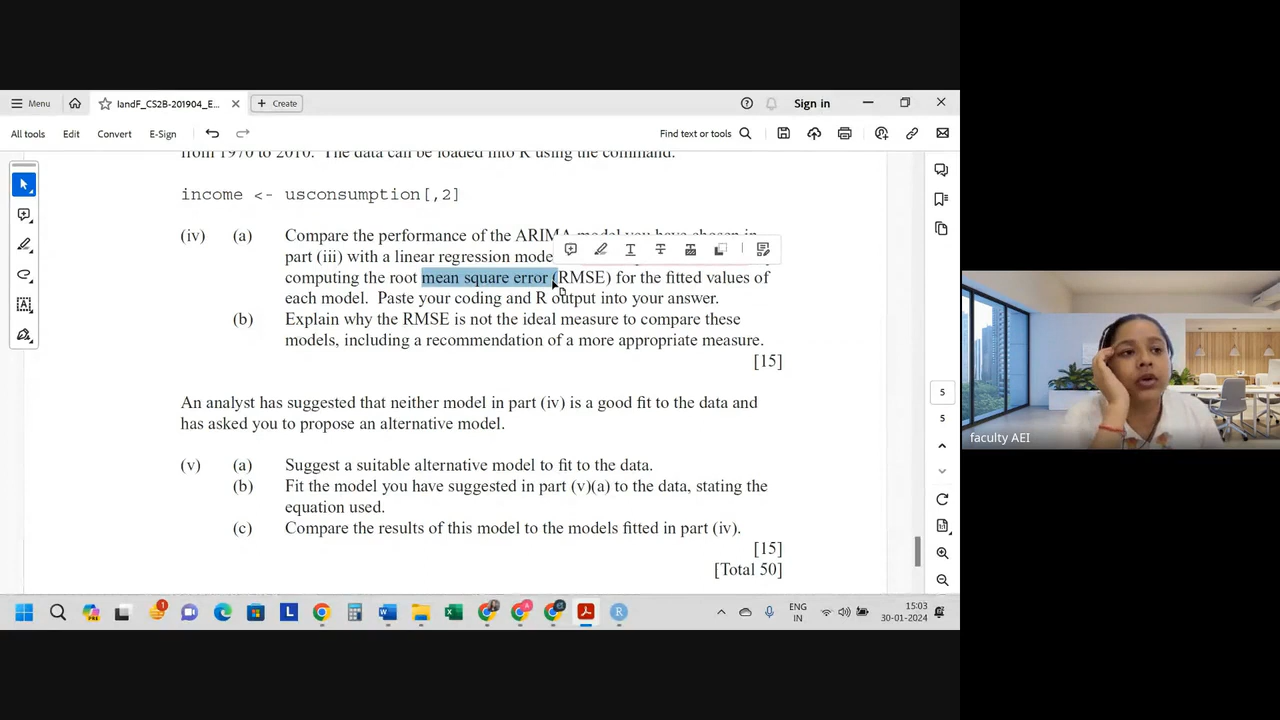 Menu
IandF_CS2B-201904_E...
Create
Sign in
All tools
Edit
Convert
E-Sign
Find text or tools
from 1970 to 2010. The data can be loaded into R using the command:
income <- usconsumption[,2]
(iv) (a) Compare the performance of the ARIMA model you have chosen in
part (iii) with a linear regression
computing the root mean square error (RMSE) for the fitted values of
each model. Paste your coding and R output into your answer.
(b) Explain why the RMSE is not the ideal measure to compare these
models, including a recommendation of a more appropriate measure.
[15]
An analyst has suggested that neither model in part (iv) is a good fit to the data and
has asked you to propose an alternative model.
(v) (a) Suggest a suitable alternative model to fit to the data.
(b) Fit the model you have suggested in part (v)(a) to the data, stating the
equation used.
(c) Compare the results of this model to the models fitted in part (iv).
[15]
[Total 50]
5
5
faculty AEI
ENG
IN
15:03
30-01-2024